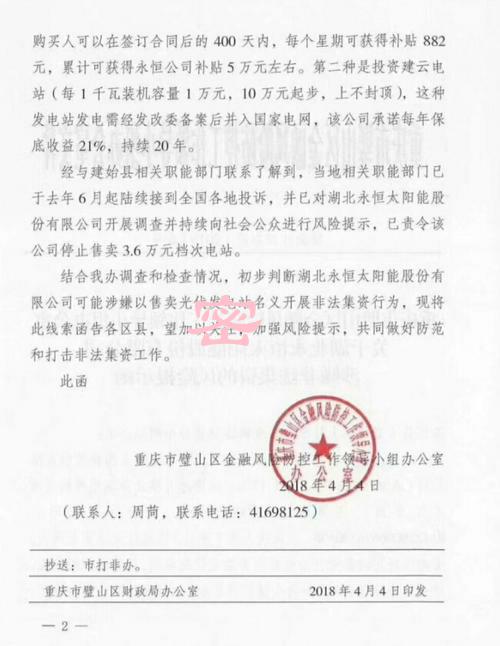 购买人可以在签订合同后的 400 天内，每个星期可获得补贴 882
元，累计可获得永恒公司补贴 5 万元左右。第二种是投资建云电
站（每 1 千瓦装机容量 1 万元，10 万元起步，上不封顶），这种
发电站发电需经发改委备案后并入国家电网，该公司承诺每年保
底收益 21%，持续 20 年。
经与建始县相关职能部门联系了解到，当地相关职能部门已
于去年 6 月起陆续接到全国各地投诉，并已对湖北永恒太阳能股
份有限公司开展调查并持续向社会公众进行风险提示，已责令该
公司停止售卖 3.6 万元档次电站。
结合我办调查和检查情况，初步判断湖北永恒太阳能股份有
限公司可能涉嫌以售卖光伏发电站名义开展非法集资行为，现将
此线索函告各区县，望加以关注，加强风险提示，共同做好防范
和打击非法集资工作。
此函
重庆市璧山区金融风险防控工作领导小组办公室
2018 年 4 月 4 日
（联系人：周茼，联系电话：41698125）
抄送：市打非办。
重庆市璧山区财政局办公室 2018 年 4 月 4 日印发
— 2 —
密
办公室